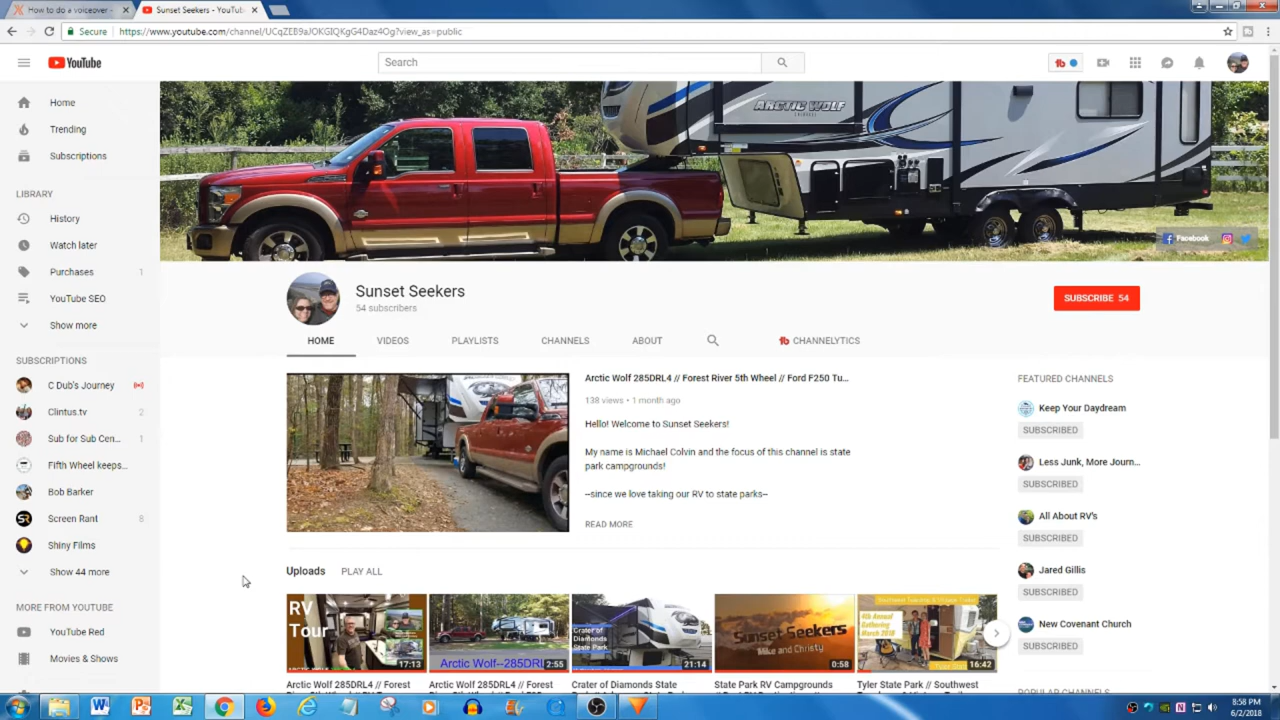 How to do a voiceover -
Sunset Seekers - YouTub
Secure
https://www.youtube.com/channel/UCqZEB9aJOKGIQKgG4Daz4Og?view_as=public
YouTube
Search
Home
Trending
Subscriptions
LIBRARY
History
Watch later
Purchases 1
YouTube SEO
Show more
SUBSCRIPTIONS
C Dub's Journey
Clintus.tv 2
Sub for Sub Cen... 1
Fifth Wheel keeps...
Bob Barker
Screen Rant 8
Shiny Films
Show 44 more
MORE FROM YOUTUBE
YouTube Red
Movies & Shows
ARCTIC WOLF
Facebook
Sunset Seekers
54 subscribers
SUBSCRIBE 54
HOME VIDEOS PLAYLISTS CHANNELS ABOUT CHANNELYTICS
Arctic Wolf 285DRL4 // Forest River 5th Wheel // Ford F250 Tu...
138 views • 1 month ago
Hello! Welcome to Sunset Seekers!
My name is Michael Colvin and the focus of this channel is state
park campgrounds!
--since we love taking our RV to state parks--
READ MORE
FEATURED CHANNELS
Keep Your Daydream
SUBSCRIBED
Less Junk, More Journ...
SUBSCRIBED
All About RV's
SUBSCRIBED
Jared Gillis
SUBSCRIBED
New Covenant Church
SUBSCRIBED
Uploads PLAY ALL
RV
Tour
17:13
Arctic Wolf--285DRL
2:55
Crater of
Diamonds
State Park
21:14
Sunset Seekers
Mike and Christy
0:58
4th Annual
Gathering
March 2018
16:42
Arctic Wolf 285DRL4 // Forest
Arctic Wolf 285DRL4 // Forest
Crater of Diamonds State
State Park RV Campgrounds
Tyler State Park // Southwest
8:58 PM
6/2/2018